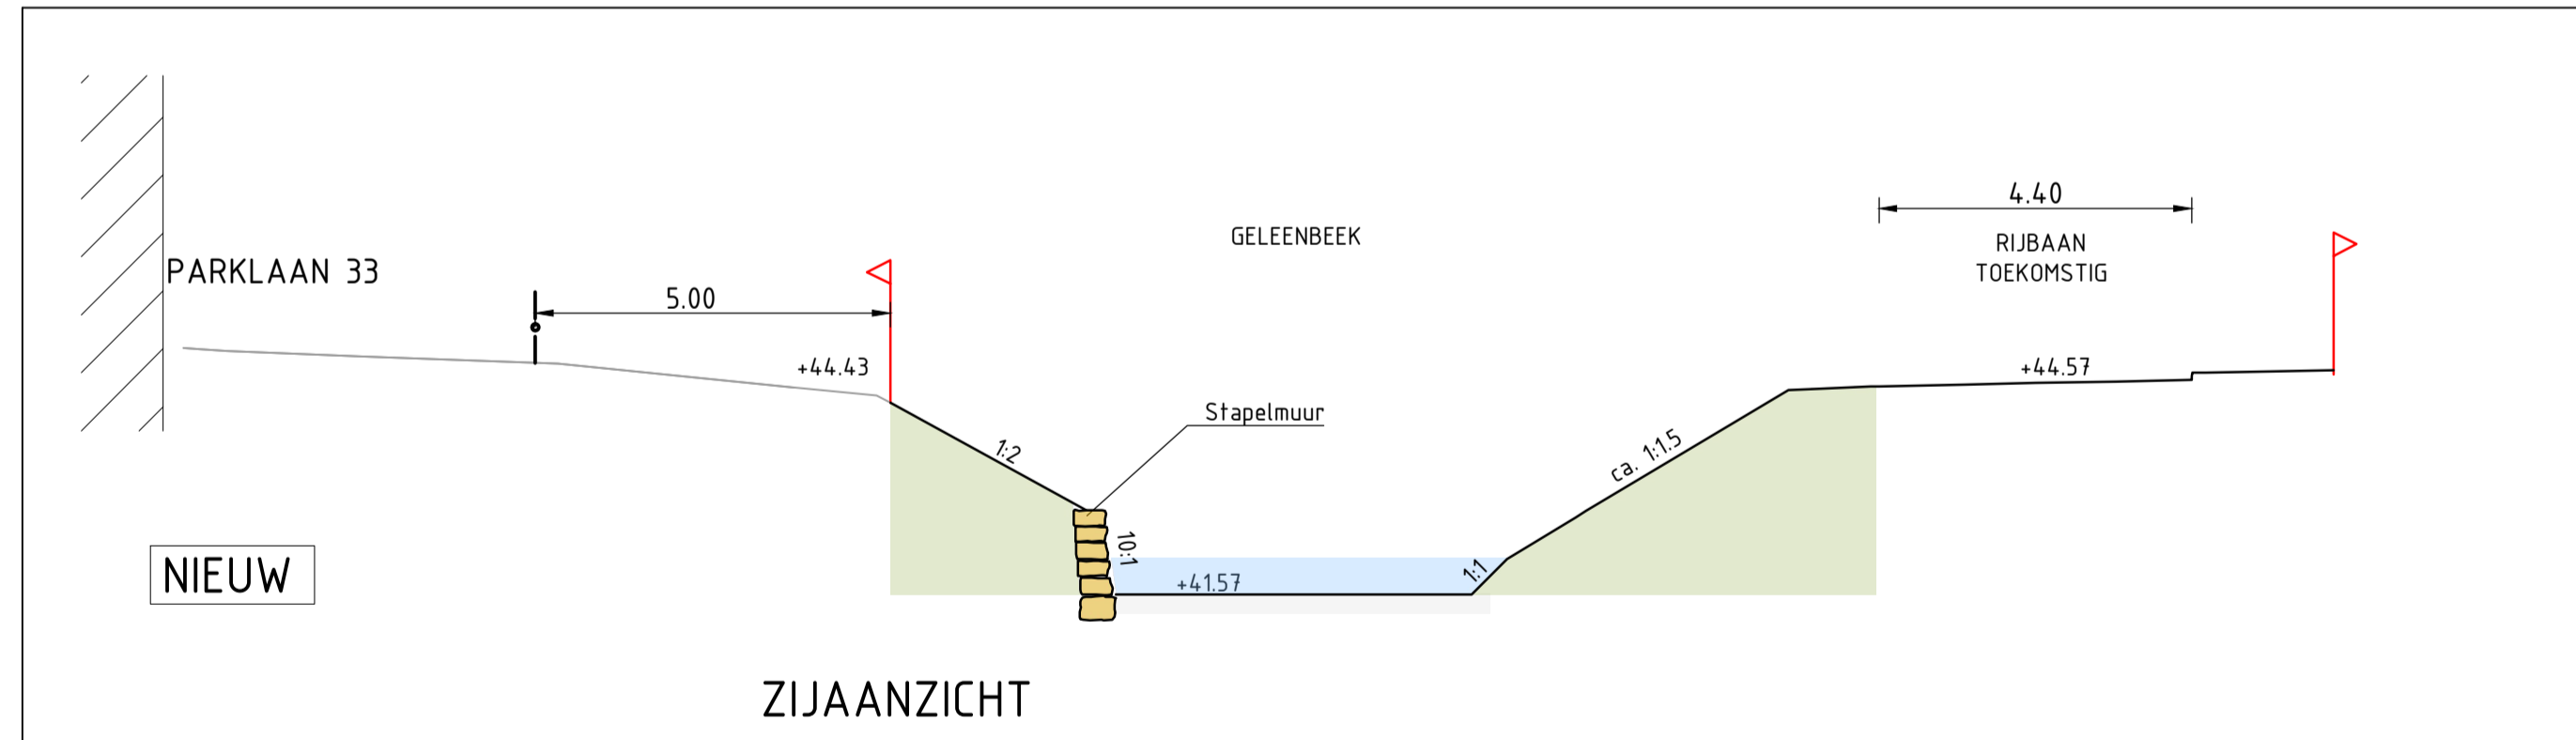 4.40
GELEENBEEK
RIJBAAN
TOEKOMSTIG
PARKLAAN 33
5.00
+44.43
+44.57
Stapelmuur
1:2
ca. 1:1.5
10:1
1:1
+41.57
NIEUW
ZIJAANZICHT